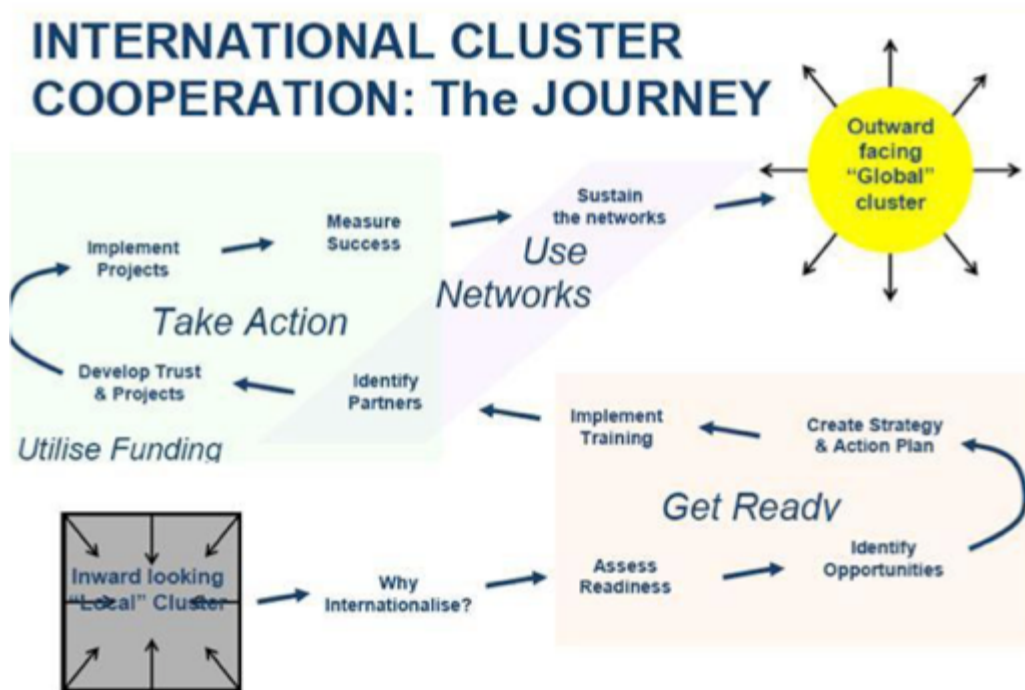 INTERNATIONAL CLUSTER
COOPERATION: The JOURNEY
Outward
facing
“Global”
cluster
Sustain
the networks
Measure
Success
Implement
Projects
Use
Networks
Take Action
Develop Trust
& Projects
Identify
Partners
Utilise Funding
Implement
Training
Create Strategy
& Action Plan
Get Ready
Inward looking
“Local” Cluster
Why
Internationalise?
Assess
Readiness
Identify
Opportunities